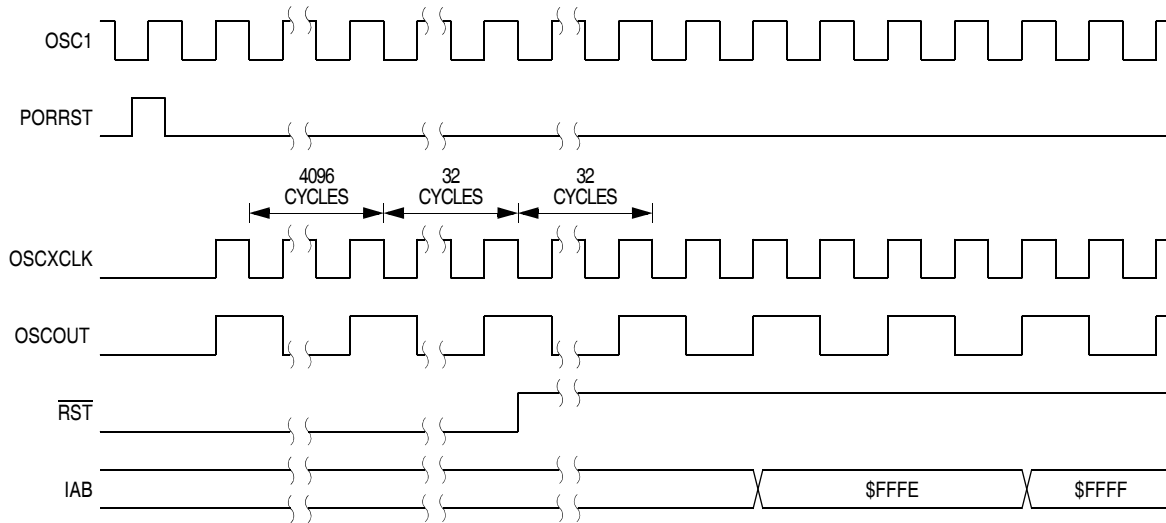 OSC1
PORRST
4096
CYCLES
32
CYCLES
32
CYCLES
OSCXCLK
OSCOUT
RST
IAB
$FFFE
$FFFF